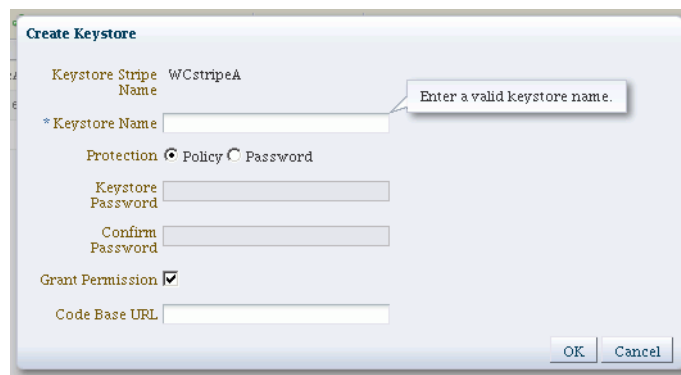 Create Keystore
Keystore Stripe WCstripeA
Name
Enter a valid keystore name.
* Keystore Name
Protection Policy Password
Keystore
Password
Confirm
Password
Grant Permission
Code Base URL
OK Cancel